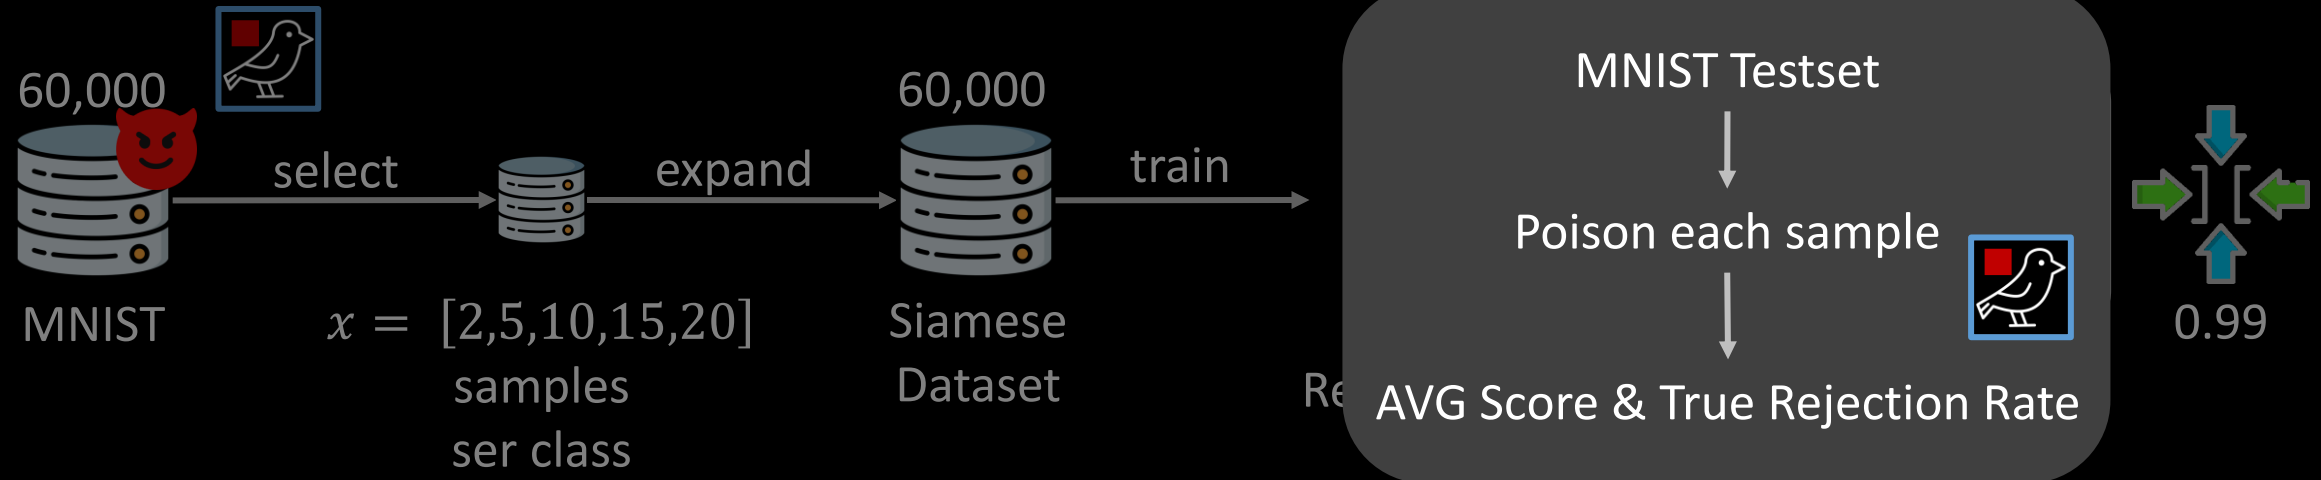 60,000
MNIST
select
x = [2,5,10,15,20]
samples
ser class
expand
60,000
Siamese
Dataset
train
Re
MNIST Testset
Poison each sample
AVG Score & True Rejection Rate
0.99